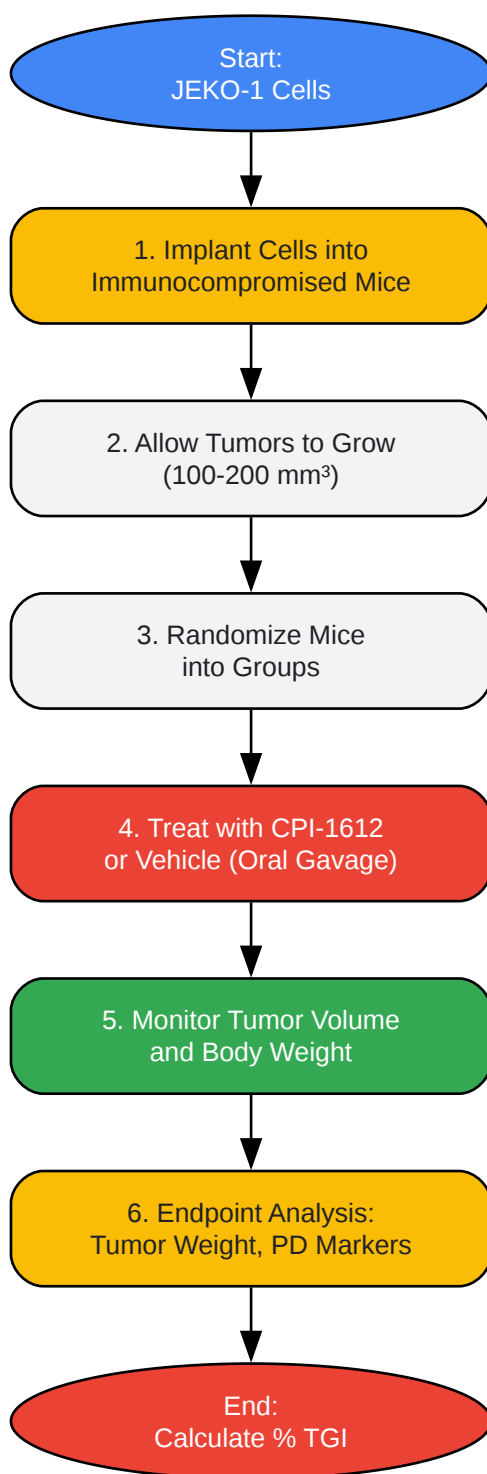 Start:
JEKO-1 Cells
1. Implant Cells into
Immunocompromised Mice
2. Allow Tumors to Grow
(100-200 mm³)
3. Randomize Mice
into Groups
4. Treat with CPI-1612
or Vehicle (Oral Gavage)
5. Monitor Tumor Volume
and Body Weight
6. Endpoint Analysis:
Tumor Weight, PD Markers
End:
Calculate % TGI